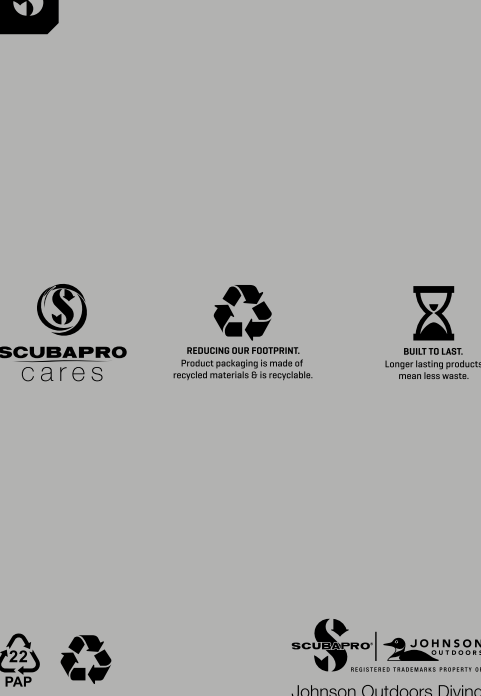 SCUBAPRO
cares
REDUCING OUR FOOTPRINT.
Product packaging is made of
recycled materials & is recyclable.
BUILT TO LAST.
Longer lasting products
mean less waste.
22
PAP
SCUBAPRO
JOHNSON
OUTDOORS
REGISTERED TRADEMARKS PROPERTY OF
Johnson Outdoors Diving